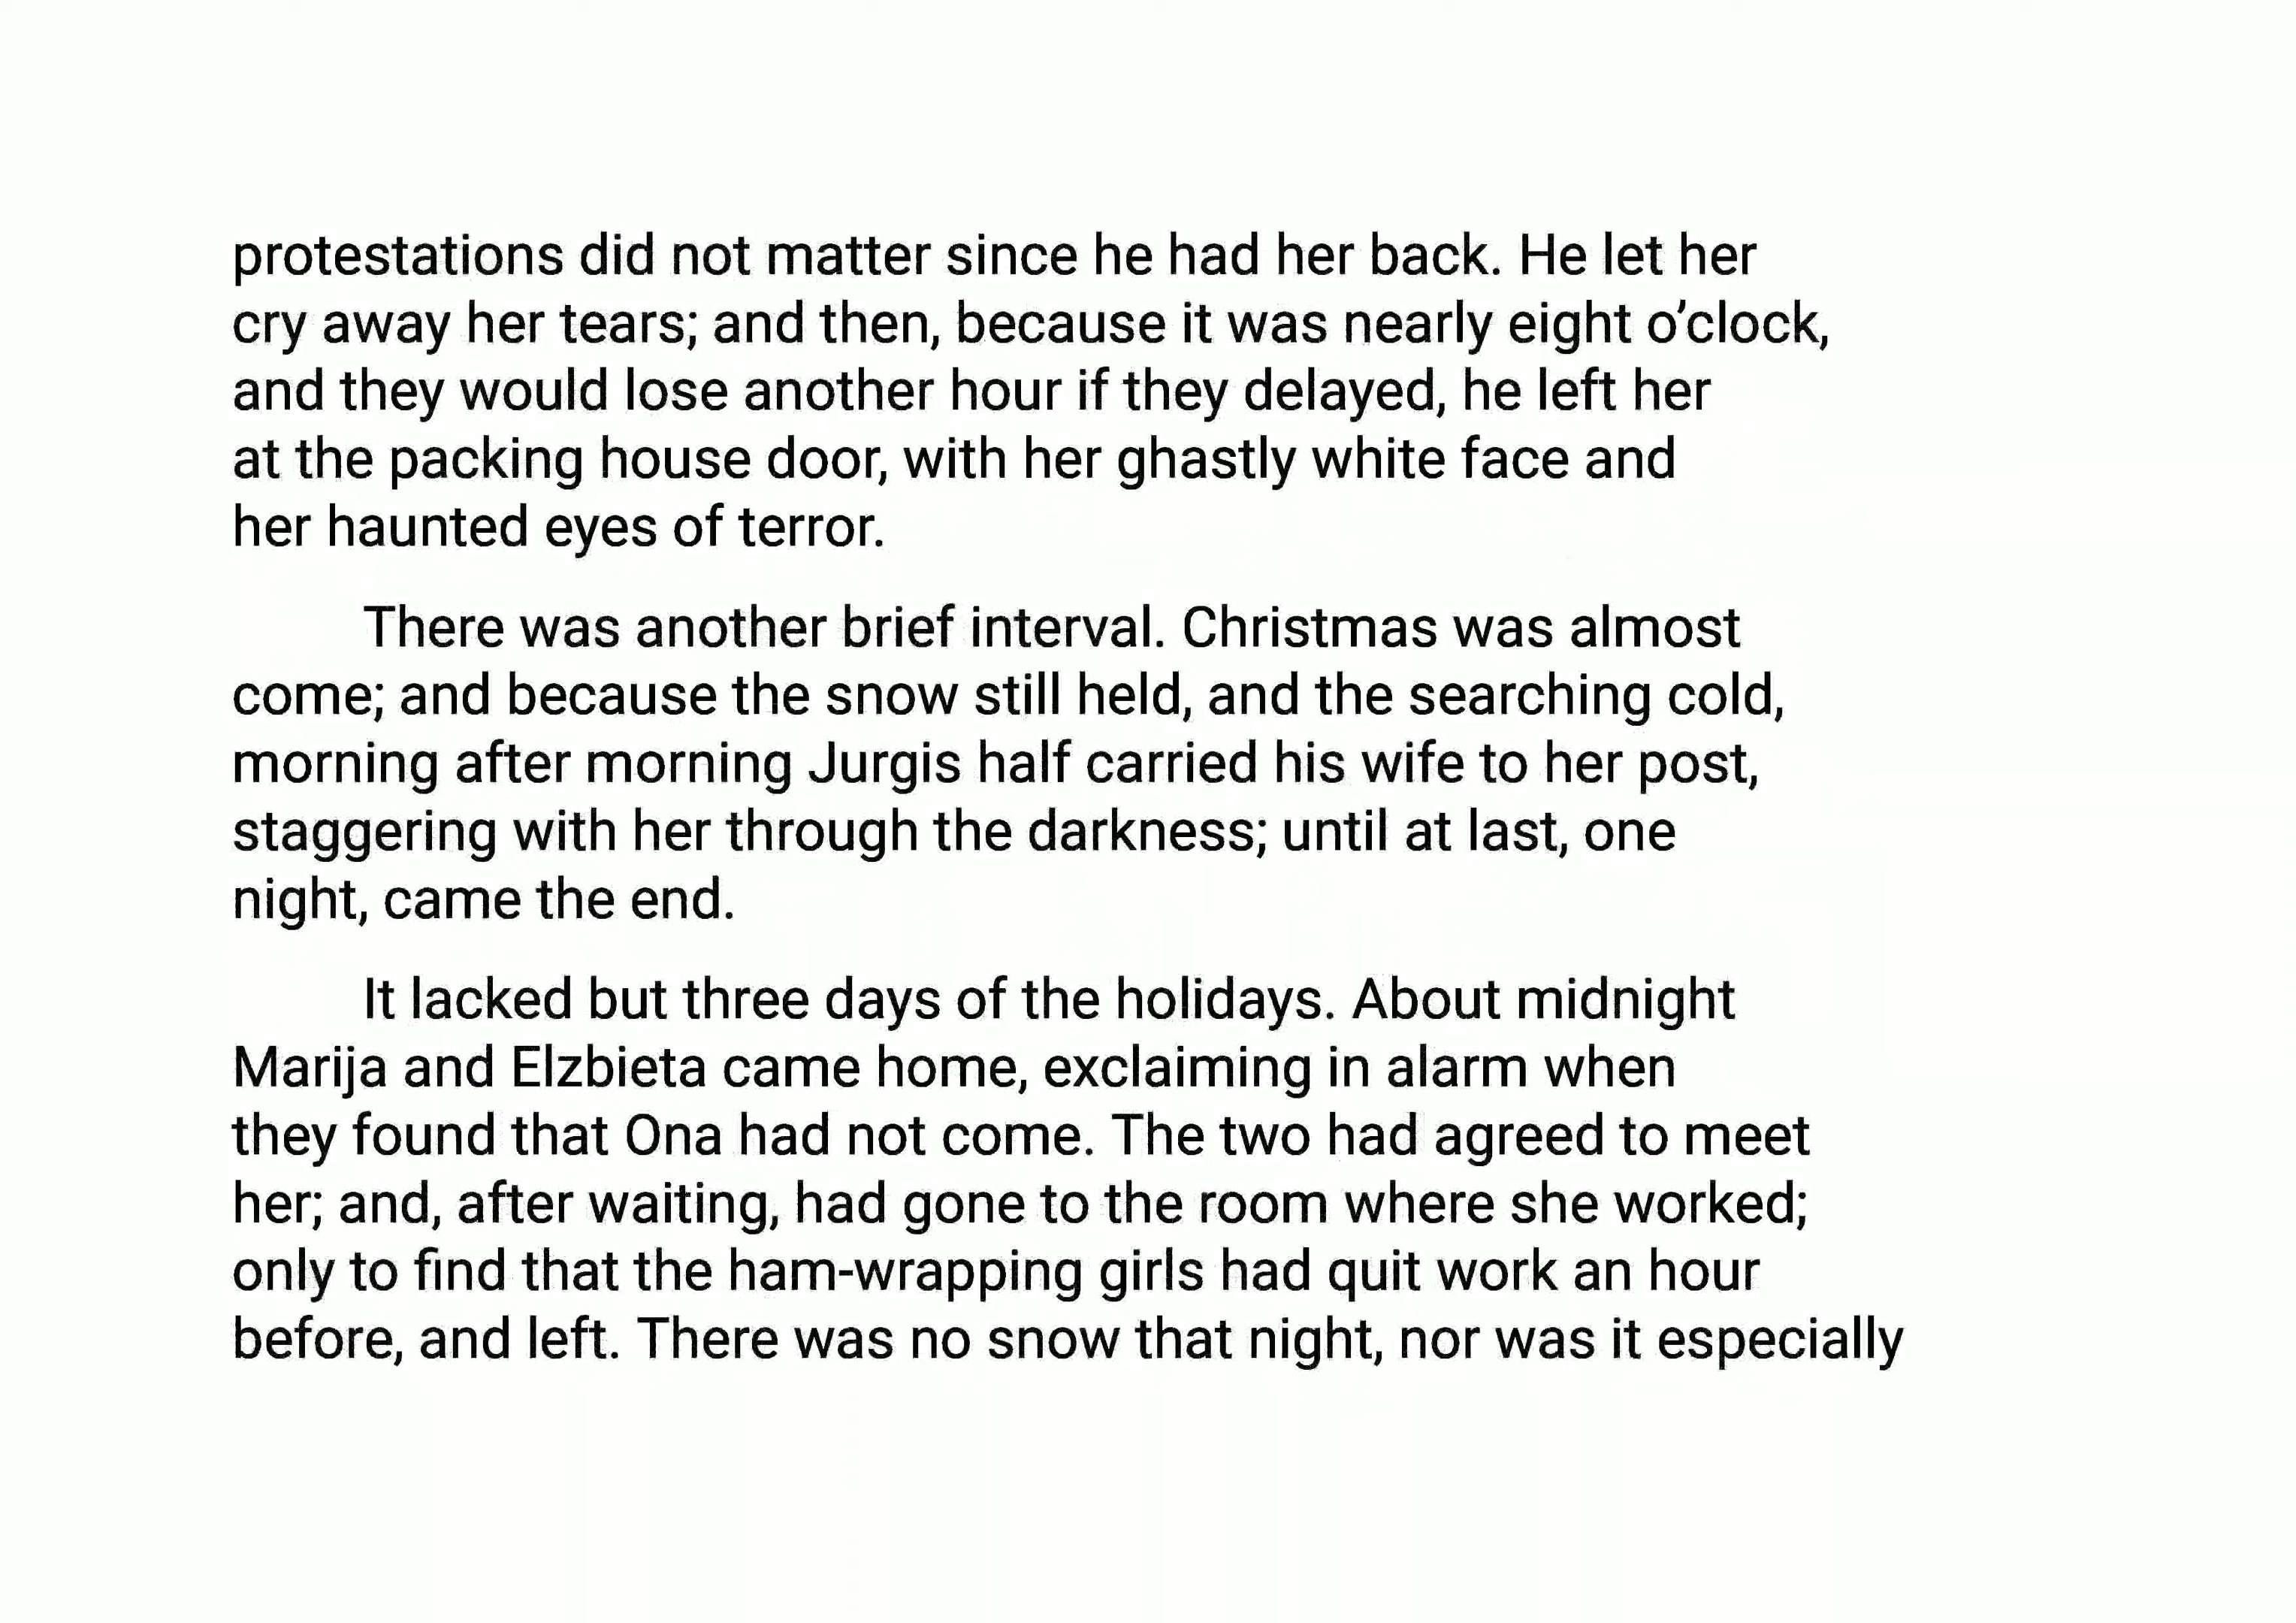 protestations did not matter since he had her back. He let her
cry away her tears; and then, because it was nearly eight o’clock,
and they would lose another hour if they delayed, he left her
at the packing house door, with her ghastly white face and
her haunted eyes of terror.
There was another brief interval. Christmas was almost
come; and because the snow still held, and the searching cold,
morning after morning Jurgis half carried his wife to her post,
staggering with her through the darkness; until at last, one
night, came the end.
It lacked but three days of the holidays. About midnight
Marija and Elzbieta came home, exclaiming in alarm when
they found that Ona had not come. The two had agreed to meet
her; and, after waiting, had gone to the room where she worked;
only to find that the ham-wrapping girls had quit work an hour
before, and left. There was no snow that night, nor was it especially